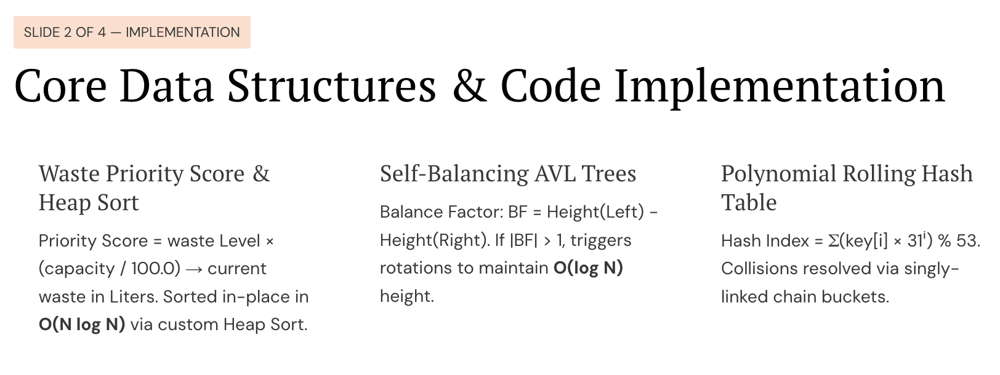 SLIDE 2 OF 4 — IMPLEMENTATION
Core Data Structures & Code Implementation
Waste Priority Score &
Heap Sort
Priority Score = waste Level ×
(capacity / 100.0) → current
waste in Liters. Sorted in-place in
O(N log N) via custom Heap Sort.
Self-Balancing AVL Trees
Balance Factor: BF = Height(Left) −
Height(Right). If |BF| > 1, triggers
rotations to maintain O(log N)
height.
Polynomial Rolling Hash
Table
Hash Index = Σ(key[i] × 31ⁱ) % 53.
Collisions resolved via singly-
linked chain buckets.